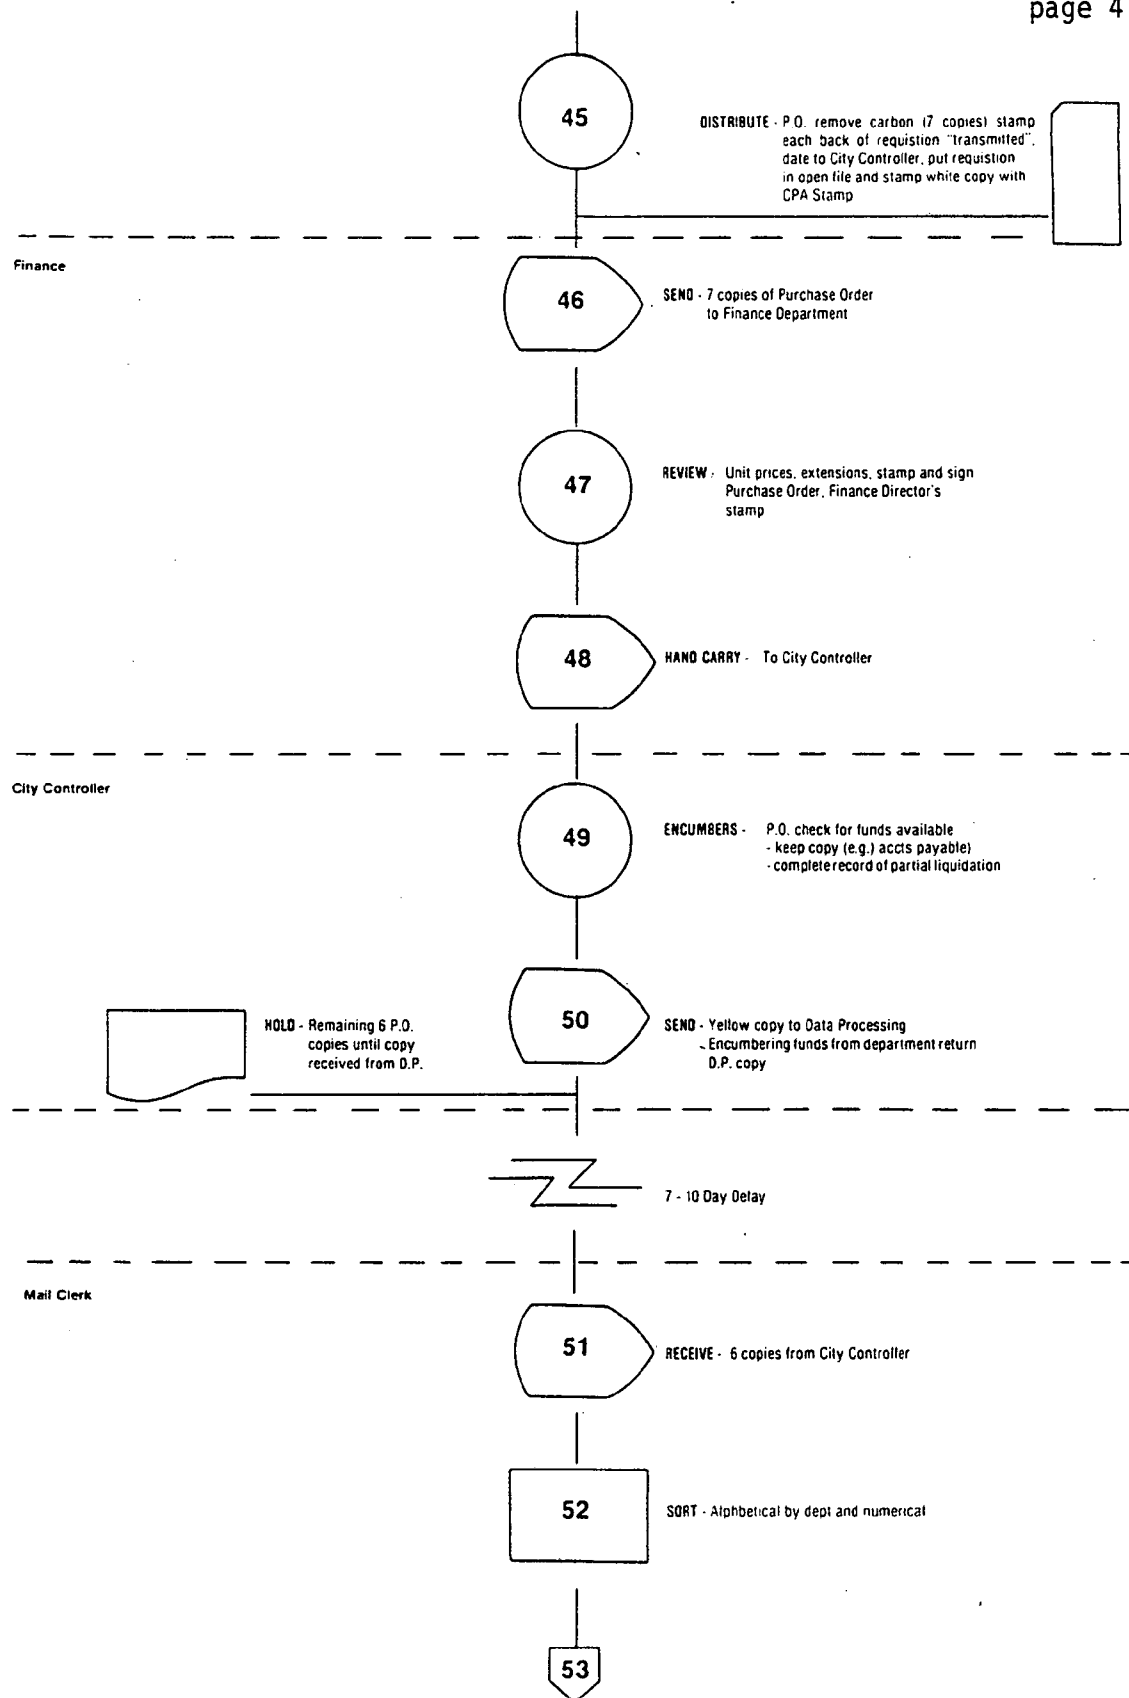 page 4
45
DISTRIBUTE - P.O. remove carbon (7 copies) stamp
each back of requistion "transmitted",
date to City Controller, put requistion
in open file and stamp white copy with
CPA Stamp
Finance
46
SEND - 7 copies of Purchase Order
to Finance Department
47
REVIEW - Unit prices, extensions, stamp and sign
Purchase Order, Finance Director's
stamp
48
HAND CARRY - To City Controller
City Controller
49
ENCUMBERS - P.O. check for funds available
- keep copy (e.g.) accts payable)
- complete record of partial liquidation
50
HOLD - Remaining 6 P.O.
copies until copy
received from D.P.
SEND - Yellow copy to Data Processing
- Encumbering funds from department return
D.P. copy
7 - 10 Day Delay
Mail Clerk
51
RECEIVE - 6 copies from City Controller
52
SORT - Alphbetical by dept and numerical
53